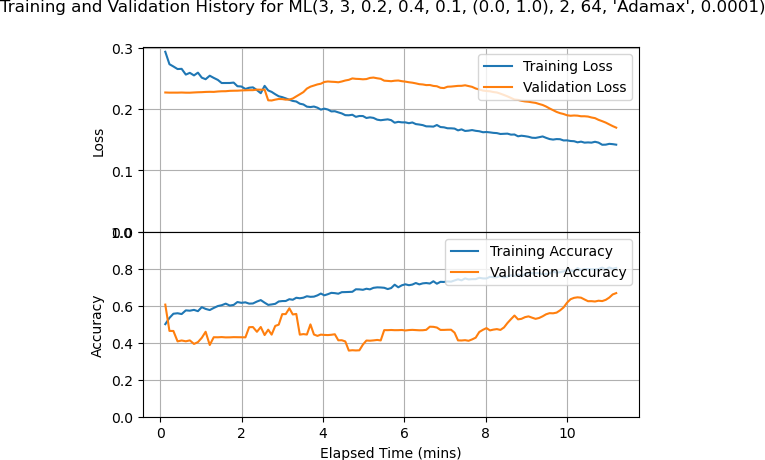 Training and Validation History for ML(3, 3, 0.2, 0.4, 0.1, (0.0, 1.0), 2, 64, 'Adamax', 0.0001)
0.3
Training Loss
Validation Loss
0.2
Loss
0.1
0.0
1.0
Training Accuracy
Validation Accuracy
0.8
0.6
Accuracy
0.4
0.2
0.0
0 2 4 6 8 10
Elapsed Time (mins)